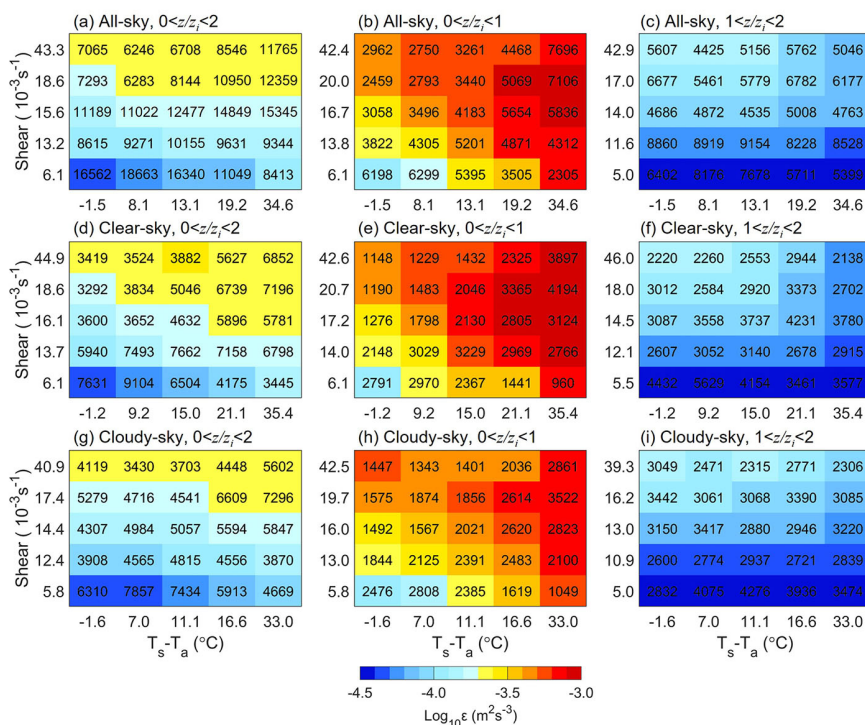 (a) All-sky, 0<z/zᵢ<2
(b) All-sky, 0<z/zᵢ<1
(c) All-sky, 1<z/zᵢ<2
Shear ( 10⁻³s⁻¹)
43.3 7065 6246 6708 8546 11765
18.6 7293 6283 8144 10950 12359
15.6 11189 11022 12477 14849 15345
13.2 8615 9271 10155 9631 9344
6.1 16562 18663 16340 11049 8413
-1.5 8.1 13.1 19.2 34.6
42.4 2962 2750 3261 4468 7696
20.0 2459 2793 3440 5069 7106
16.7 3058 3496 4183 5654 5836
13.8 3822 4305 5201 4871 4312
6.1 6198 6299 5395 3505 2305
-1.5 8.1 13.1 19.2 34.6
42.9 5607 4425 5156 5762 5046
17.0 6677 5461 5779 6782 6177
14.0 4686 4872 4535 5008 4763
11.6 8860 8919 9154 8228 8528
5.0 6402 8176 7678 5711 5399
-1.5 8.1 13.1 19.2 34.6
(d) Clear-sky, 0<z/zᵢ<2
(e) Clear-sky, 0<z/zᵢ<1
(f) Clear-sky, 1<z/zᵢ<2
Shear ( 10⁻³s⁻¹)
44.9 3419 3524 3882 5627 6852
18.6 3292 3834 5046 6739 7196
16.1 3600 3652 4632 5896 5781
13.7 5940 7493 7662 7158 6798
6.1 7631 9104 6504 4175 3445
-1.2 9.2 15.0 21.1 35.4
42.6 1148 1229 1432 2325 3897
20.7 1190 1483 2046 3365 4194
17.2 1276 1798 2130 2805 3124
14.0 2148 3029 3229 2969 2766
6.1 2791 2970 2367 1441 960
-1.2 9.2 15.0 21.1 35.4
46.0 2220 2260 2553 2944 2138
18.0 3012 2584 2920 3373 2702
14.5 3087 3558 3737 4231 3780
12.1 2607 3052 3140 2678 2915
5.5 4432 5629 4154 3461 3577
-1.2 9.2 15.0 21.1 35.4
(g) Cloudy-sky, 0<z/zᵢ<2
(h) Cloudy-sky, 0<z/zᵢ<1
(i) Cloudy-sky, 1<z/zᵢ<2
Shear ( 10⁻³s⁻¹)
40.9 4119 3430 3703 4448 5602
17.4 5279 4716 4541 6609 7296
14.4 4307 4984 5057 5594 5847
12.4 3908 4565 4815 4556 3870
5.8 6310 7857 7434 5913 4669
-1.6 7.0 11.1 16.6 33.0
Tₛ-Tₐ (°C)
42.5 1447 1343 1401 2036 2861
19.7 1575 1874 1856 2614 3522
16.0 1492 1567 2021 2620 2823
13.0 1844 2125 2391 2483 2100
5.8 2476 2808 2385 1619 1049
-1.6 7.0 11.1 16.6 33.0
Tₛ-Tₐ (°C)
39.3 3049 2471 2315 2771 2306
16.2 3442 3061 3068 3390 3085
13.0 3150 3417 2880 2946 3220
10.9 2600 2774 2937 2721 2839
5.0 2832 4075 4276 3936 3474
-1.6 7.0 11.1 16.6 33.0
Tₛ-Tₐ (°C)
-4.5 -4.0 -3.5 -3.0
Log₁₀ε (m²s⁻³)